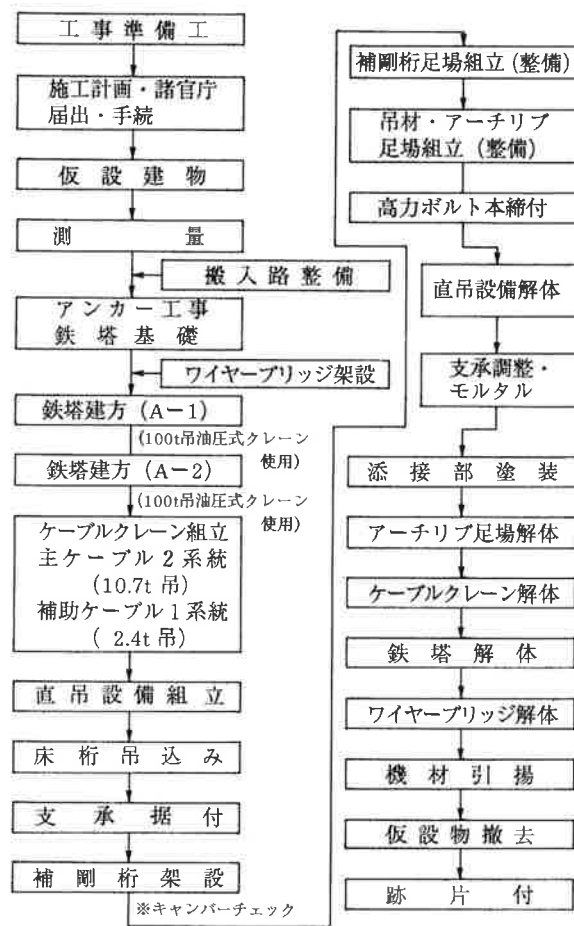 工事準備工
施工計画・諸官庁
届出・手続
仮設建物
測量
搬入路整備
アンカー工事
鉄塔基礎
ワイヤーブリッジ架設
鉄塔建方(A-1)
(100t吊油圧式クレーン
使用)
鉄塔建方(A-2)
(100t吊油圧式クレーン
使用)
ケーブルクレーン組立
主ケーブル2系統
(10.7t吊)
補助ケーブル1系統
( 2.4t 吊)
直吊設備組立
床桁吊込み
支承据付
補剛桁架設
※キャンバーチェック
補剛桁足場組立(整備)
吊材・アーチリブ
足場組立(整備)
高力ボルト本締付
直吊設備解体
支承調整・
モルタル
添接部塗装
アーチリブ足場解体
ケーブルクレーン解体
鉄塔解体
ワイヤーブリッジ解体
機材引揚
仮設物撤去
跡片付